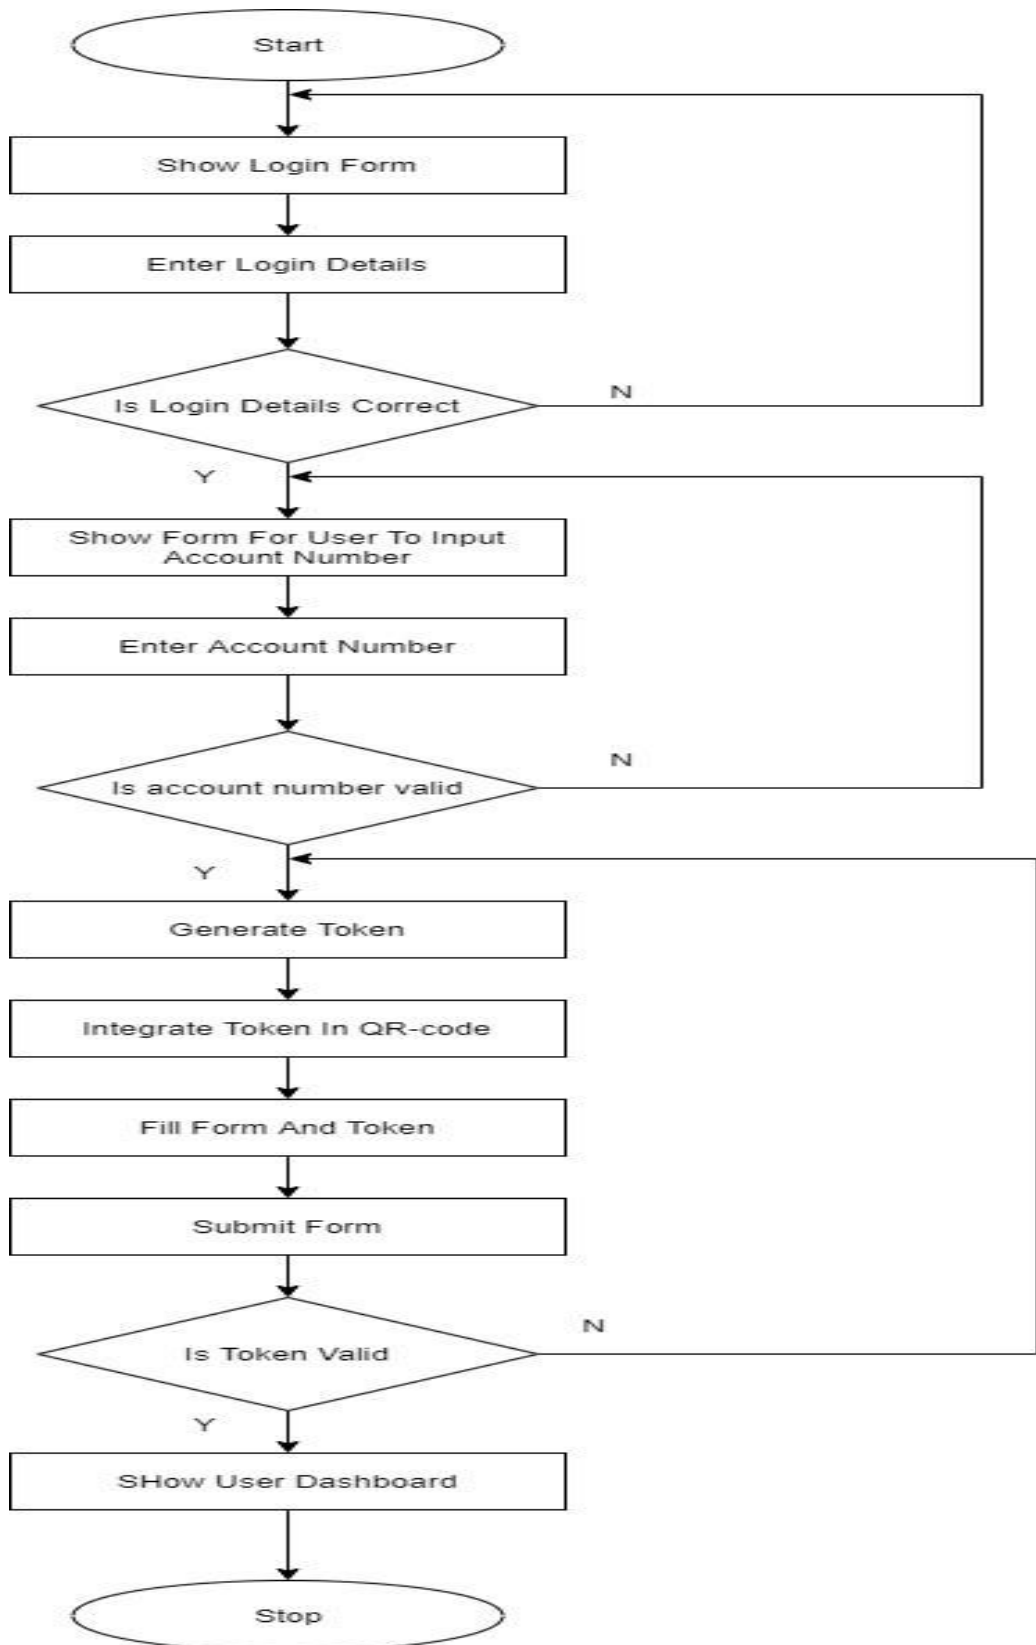 Start
Show Login Form
Enter Login Details
Is Login Details Correct
N
Y
Show Form For User To Input
Account Number
Enter Account Number
Is account number valid
N
Y
Generate Token
Integrate Token In QR-code
Fill Form And Token
Submit Form
Is Token Valid
N
Y
SHow User Dashboard
Stop